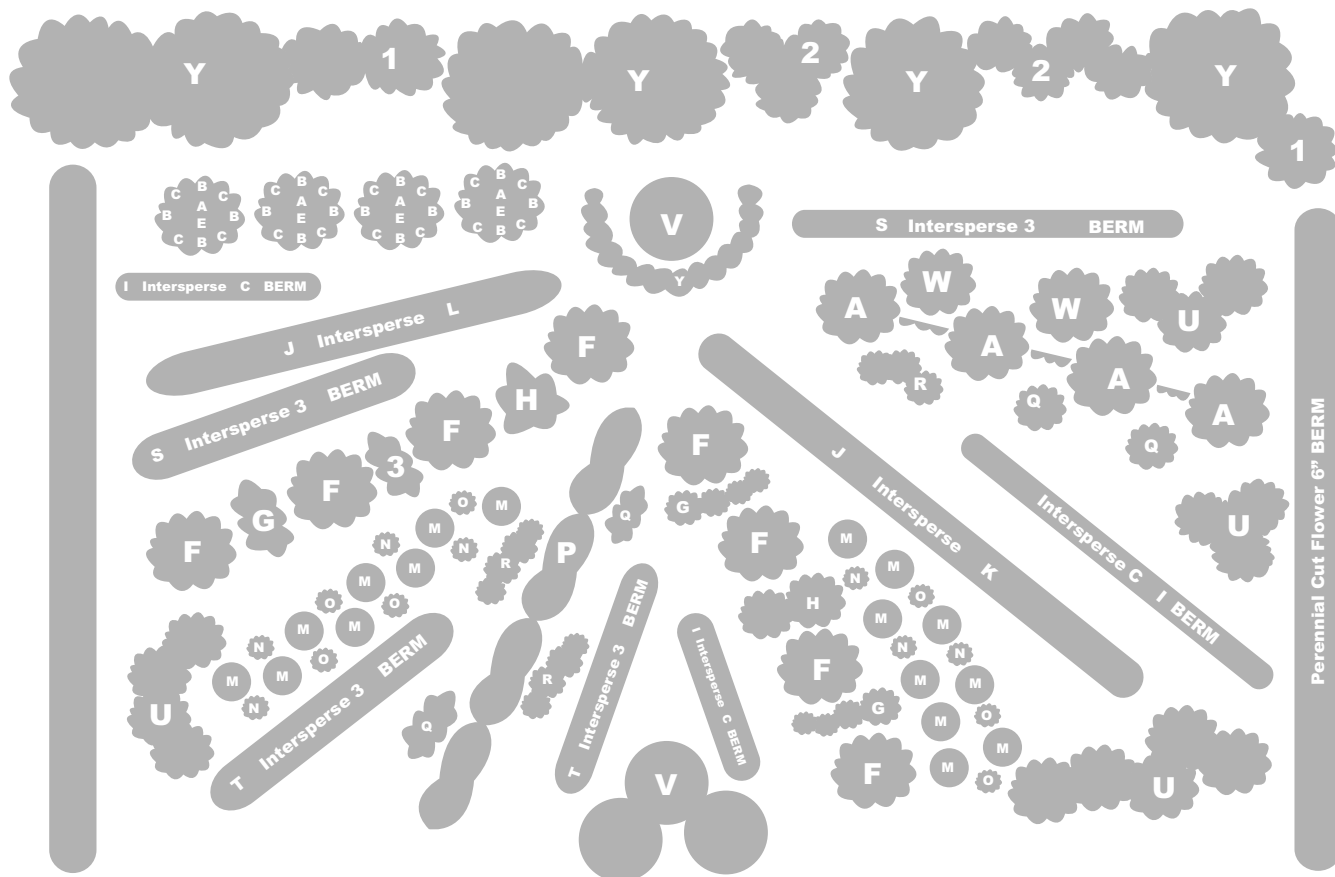 Y
1
Y
2
Y
2
Y
1
B
C C
A
B B
E
C C
B
B
C C
A
B B
E
C C
B
B
C C
A
B B
E
C C
B
B
C C
A
B B
E
C C
B
V
Y
S Intersperse 3 BERM
I Intersperse C BERM
J Intersperse L
S Intersperse 3 BERM
A
W
A
W
A
U
A
R
Q
Q
U
F
H
F
3
F
G
F
O
M
M
N
N
M
M
O
O
M
M
N
O
M
M
N
U
T Intersperse 3 BERM
P
Q
R
R
Q
T Intersperse 3 BERM
I Intersperse C BERM
V
F
G
F
H
F
G
F
J Intersperse K
Intersperse C I BERM
M
N
M
O
M
M
N
N
M
M
O
M
M
M
O
U
Perennial Cut Flower 6” BERM